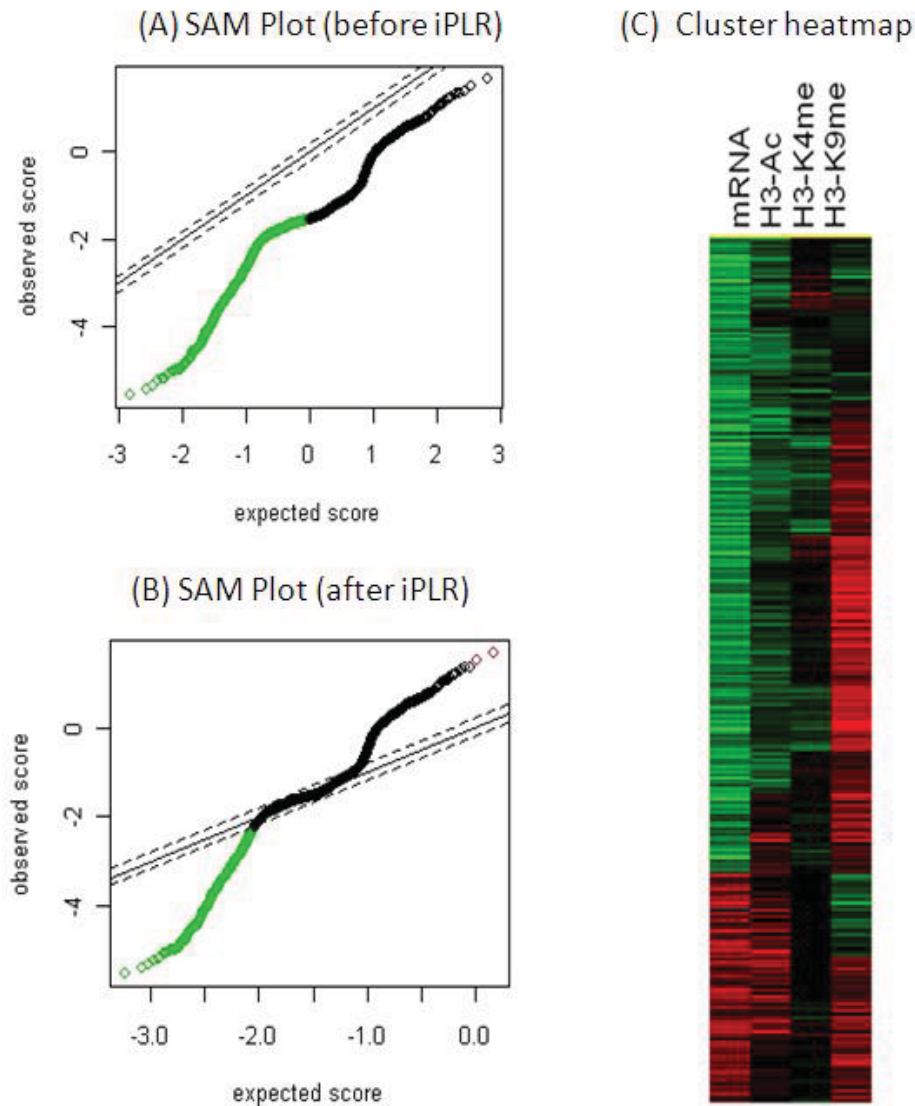 (A) SAM Plot (before iPLR)
observed score
0
-2
-4
-3 -2 -1 0 1 2 3
expected score
(B) SAM Plot (after iPLR)
observed score
0
-2
-4
-3.0 -2.0 -1.0 0.0
expected score
(C) Cluster heatmap
mRNA
H3-Ac
H3-K4me
H3-K9me